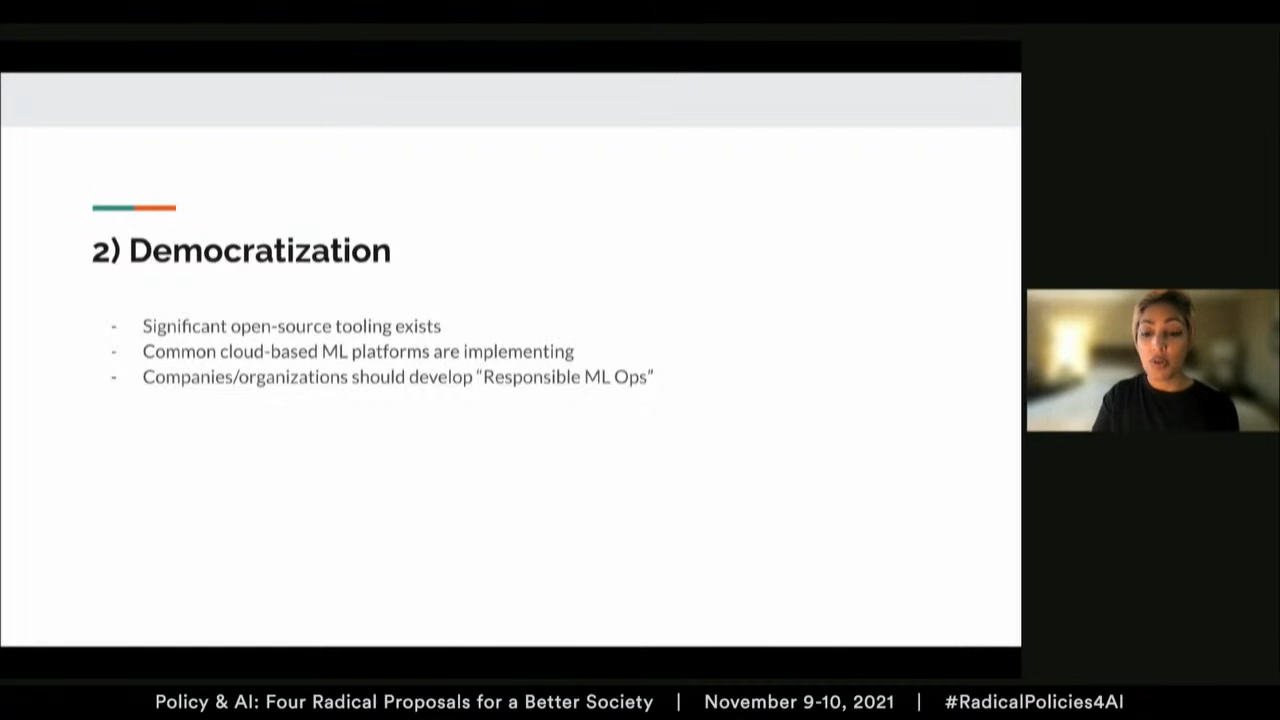 2) Democratization
- Significant open-source tooling exists
- Common cloud-based ML platforms are implementing
- Companies/organizations should develop “Responsible ML Ops”
Policy & AI: Four Radical Proposals for a Better Society | November 9-10, 2021 | #RadicalPolicies4AI